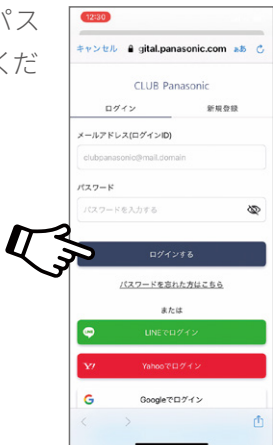 パス
くだ
12:30
キャンセル gital.panasonic.com ああ
CLUB Panasonic
ログイン 新規登録
メールアドレス(ログインID)
clubpanasonic@mail.domain
パスワード
パスワードを入力する
ログインする
パスワードを忘れた方はこちら
または
LINEでログイン
Y! Yahooでログイン
G Googleでログイン